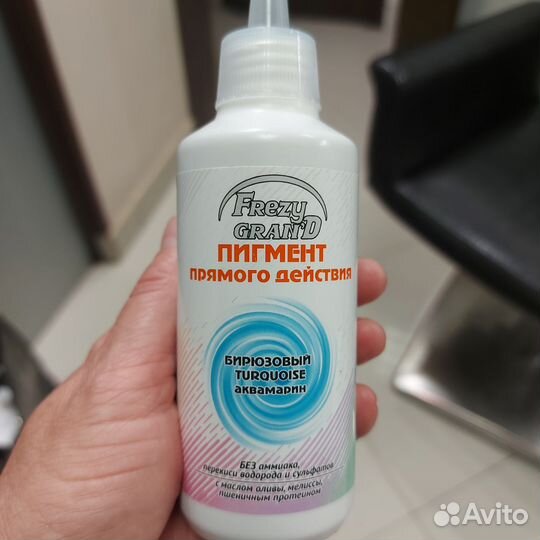 Frezy
GRAN'D
ПИГМЕНТ
прямого действия
БИРЮЗОВЫЙ
TURQUOISE
аквамарин
БЕЗ аммиака,
перекиси водорода и сульфатов
с маслом оливы, мелиссы,
пшеничным протеином
Avito